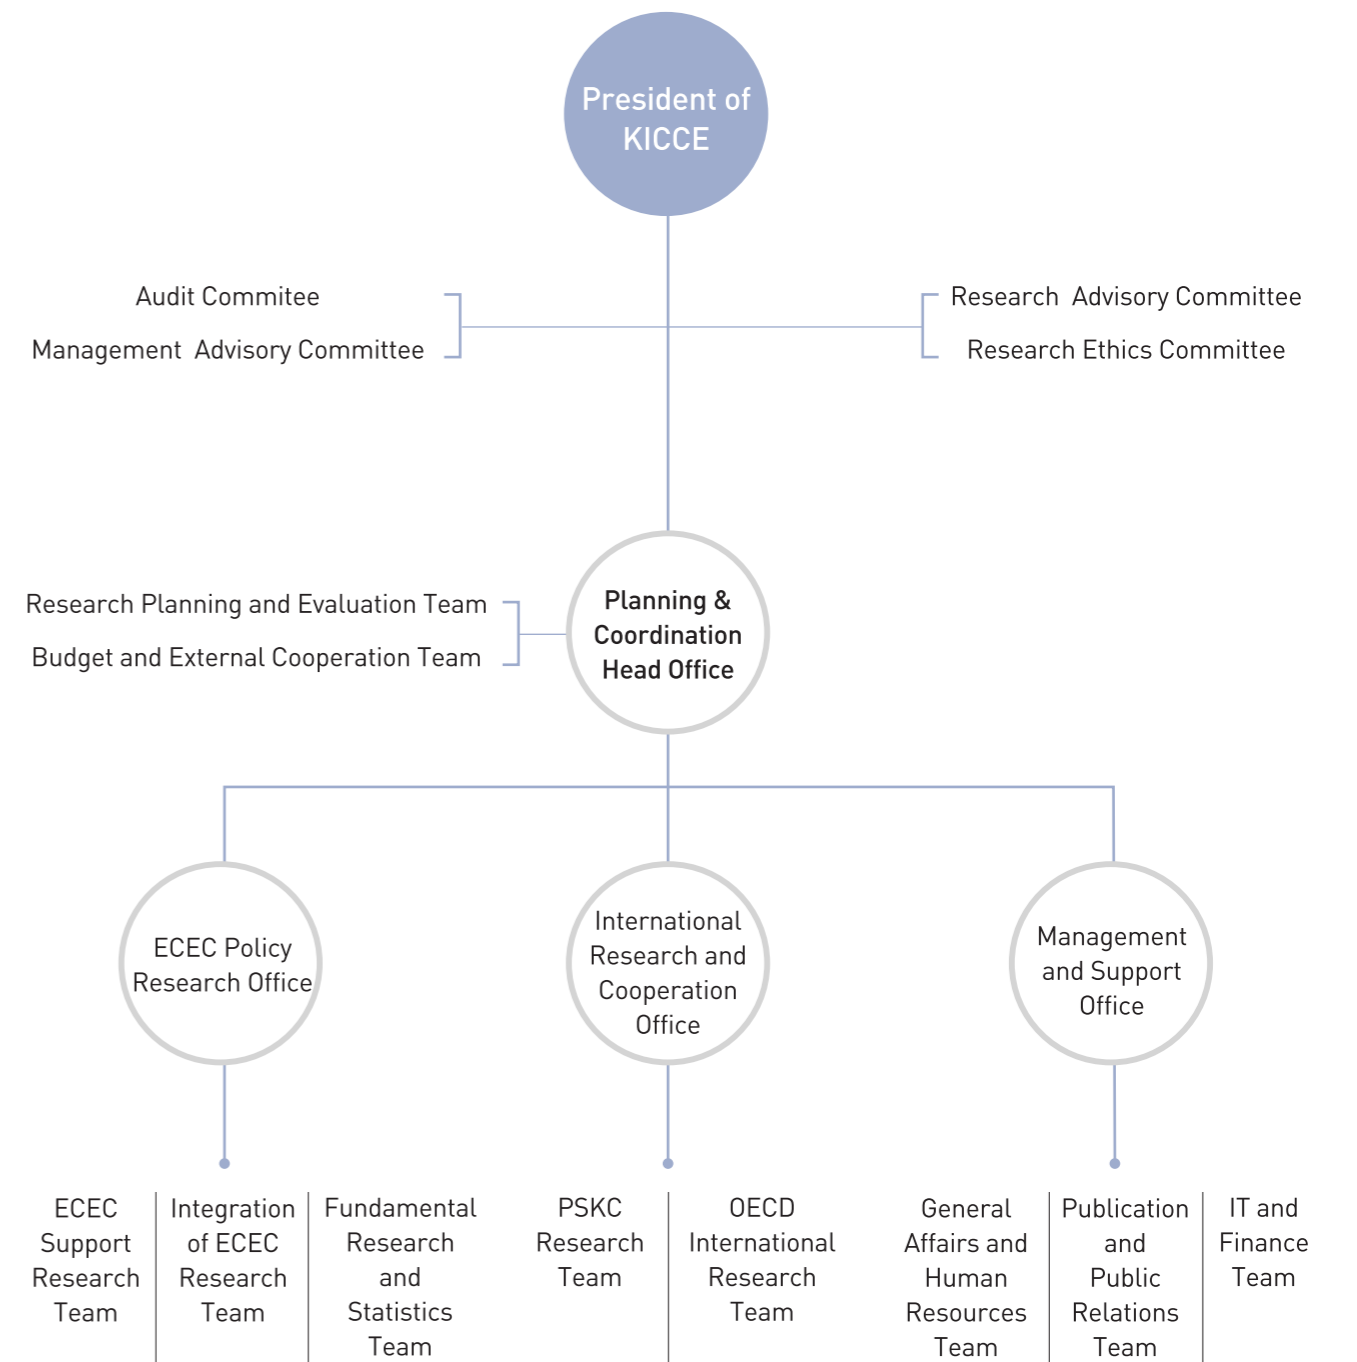 President of
KICCE
Audit Commitee
Management Advisory Committee
Research Advisory Committee
Research Ethics Committee
Research Planning and Evaluation Team
Budget and External Cooperation Team
Planning &
Coordination
Head Office
ECEC Policy
Research Office
International
Research and
Cooperation
Office
Management
and Support
Office
ECEC
Support
Research
Team
Integration
of ECEC
Research
Team
Fundamental
Research
and
Statistics
Team
PSKC
Research
Team
OECD
International
Research
Team
General
Affairs and
Human
Resources
Team
Publication
and
Public
Relations
Team
IT and
Finance
Team